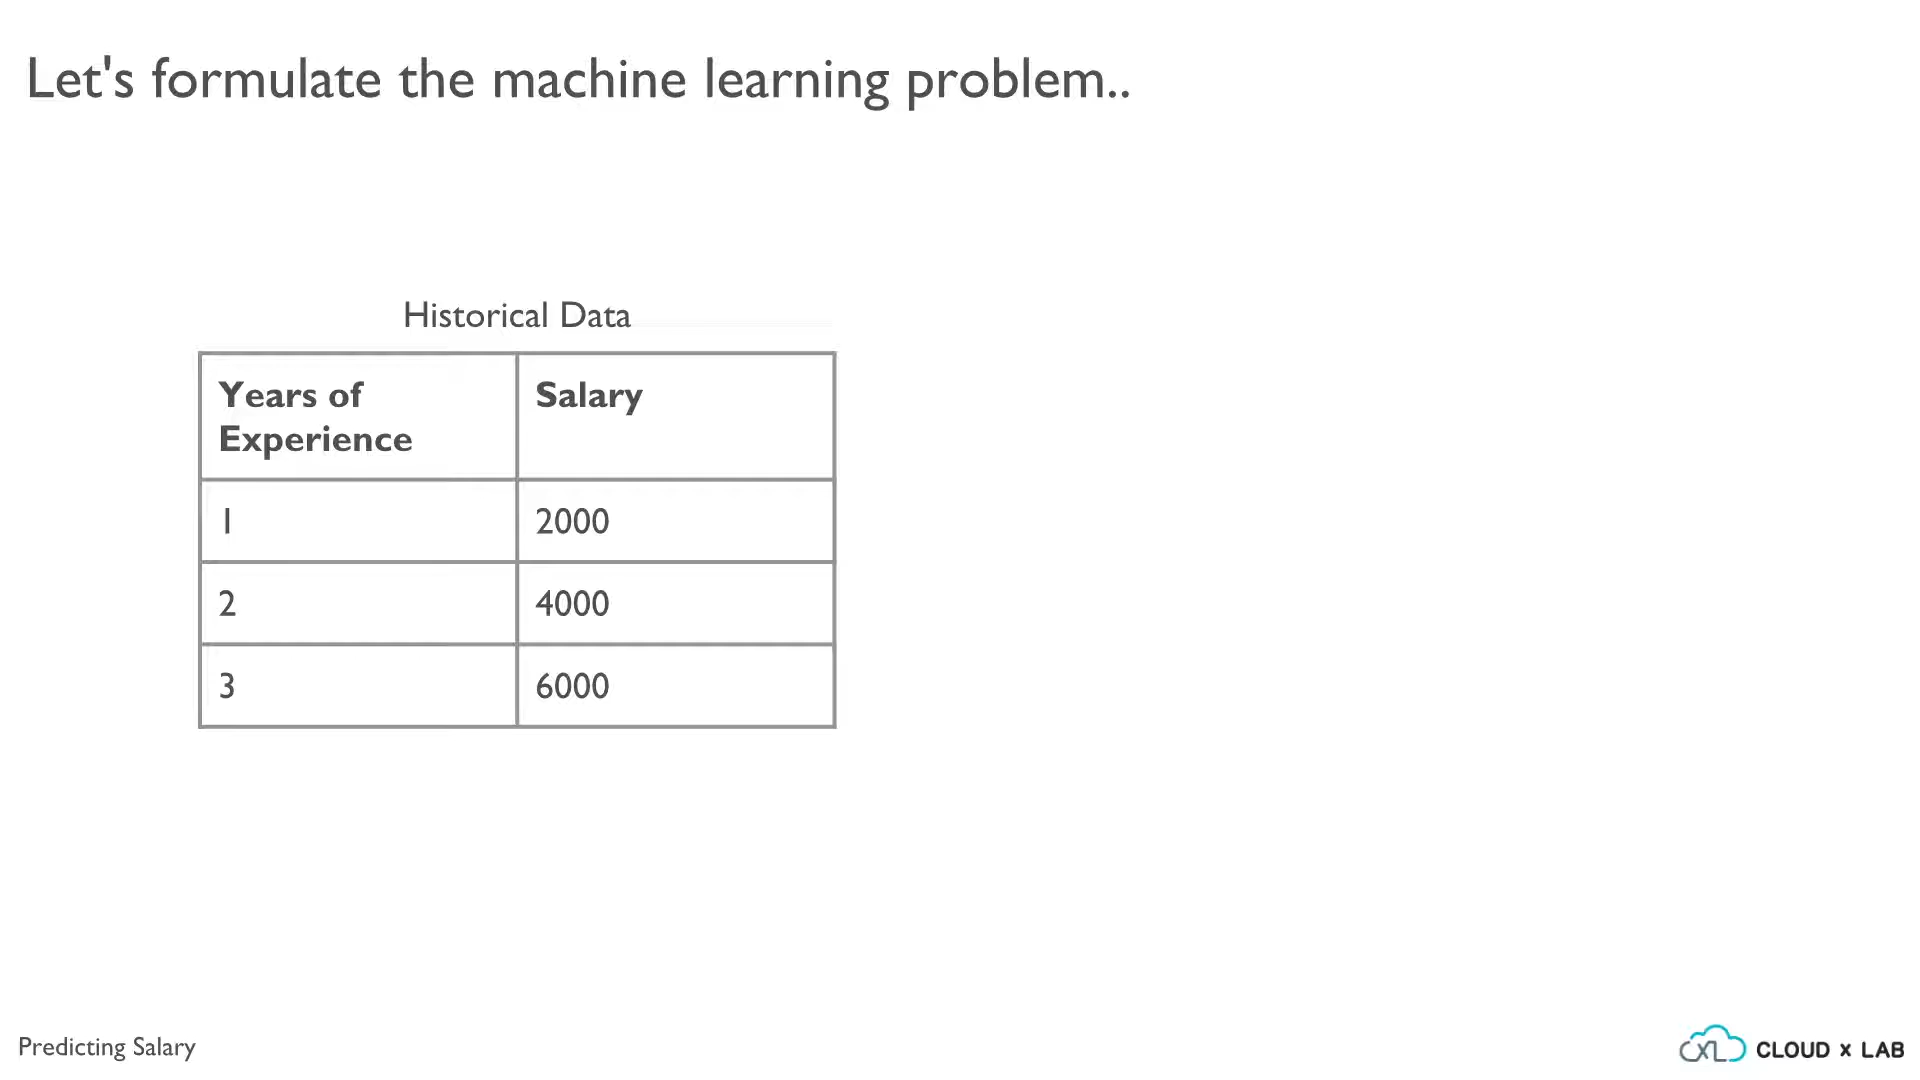 Let's formulate the machine learning problem..
Historical Data
Years of
Experience
Salary
1
2000
2
4000
3
6000
Predicting Salary
CXL CLOUD x LAB